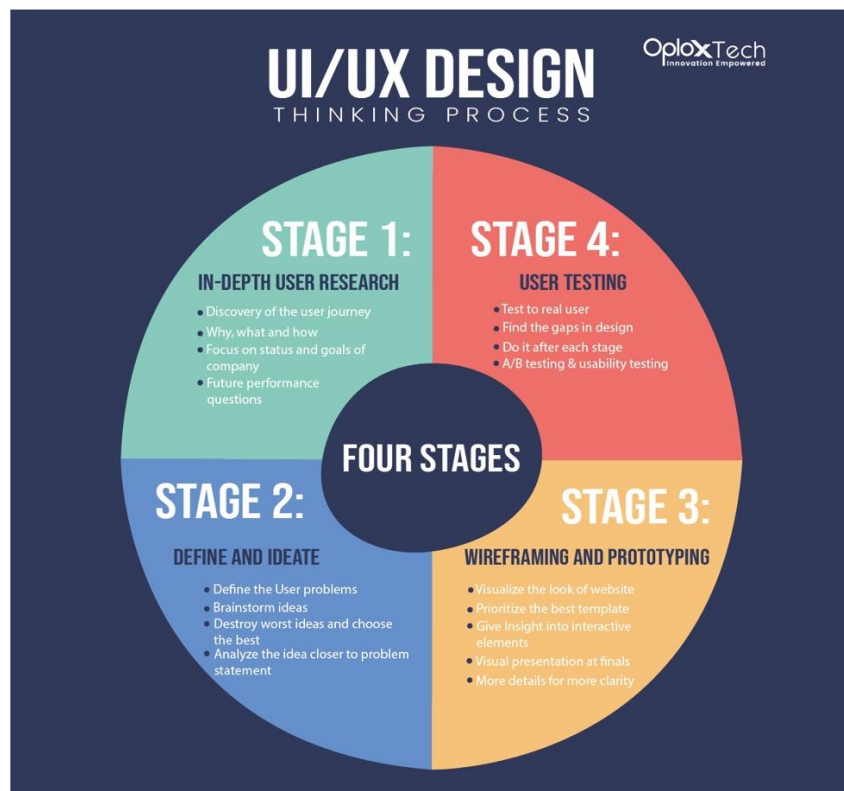 UI/UX DESIGN
THINKING PROCESS
OploxTech
Innovation Empowered
STAGE 1:
IN-DEPTH USER RESEARCH
• Discovery of the user journey
• Why, what and how
• Focus on status and goals of
company
• Future performance
questions
STAGE 4:
USER TESTING
• Test to real user
• Find the gaps in design
• Do it after each stage
• A/B testing & usability testing
FOUR STAGES
STAGE 2:
DEFINE AND IDEATE
• Define the User problems
• Brainstorm ideas
• Destroy worst ideas and choose
the best
• Analyze the idea closer to problem
statement
STAGE 3:
WIREFRAMING AND PROTOTYPING
• Visualize the look of website
• Prioritize the best template
• Give Insight into interactive
elements
• Visual presentation at finals
• More details for more clarity